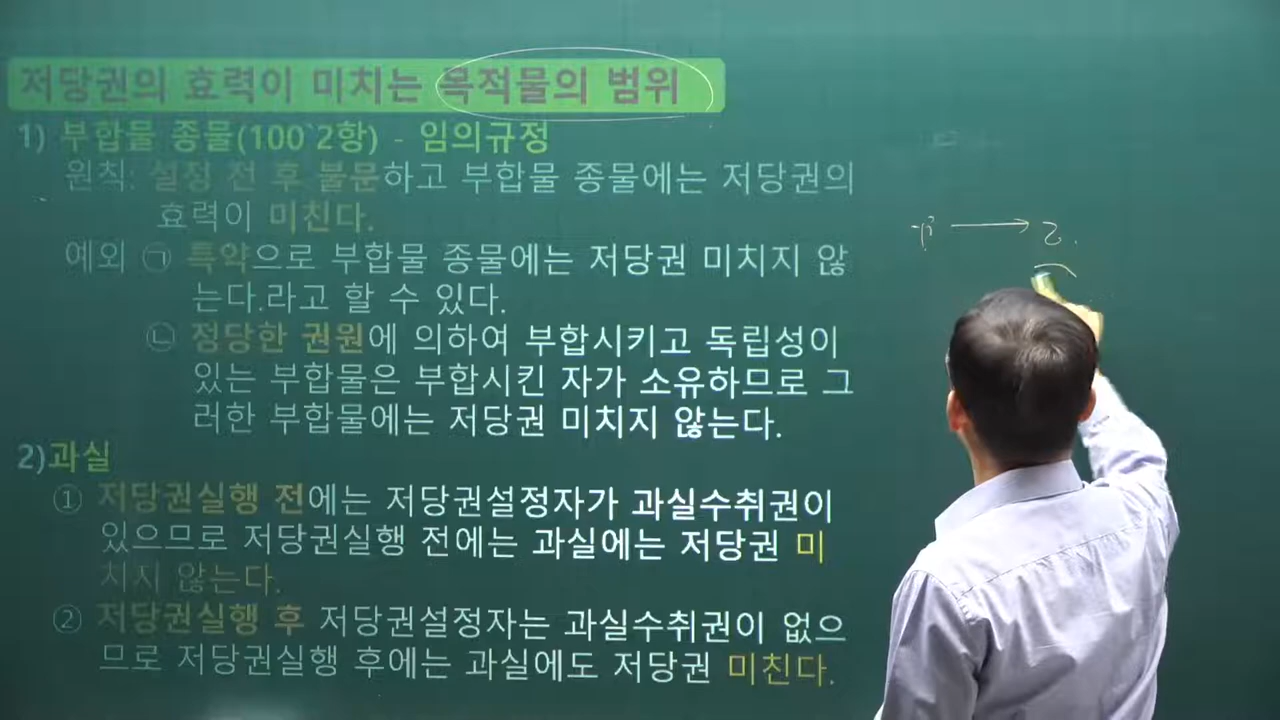 저당권의 효력이 미치는 목적물의 범위
1) 부합물 종물(100`2항) - 임의규정
원칙: 설정 전 후 불문하고 부합물 종물에는 저당권의
효력이 미친다.
예외 ㉠ 특약으로 부합물 종물에는 저당권 미치지 않
는다.라고 할 수 있다.
㉡ 정당한 권원에 의하여 부합시키고 독립성이
있는 부합물은 부합시킨 자가 소유하므로 그
러한 부합물에는 저당권 미치지 않는다.
2)과실
① 저당권실행 전에는 저당권설정자가 과실수취권이
있으므로 저당권실행 전에는 과실에는 저당권 미
치지 않는다.
② 저당권실행 후 저당권설정자는 과실수취권이 없으
므로 저당권실행 후에는 과실에도 저당권 미친다.